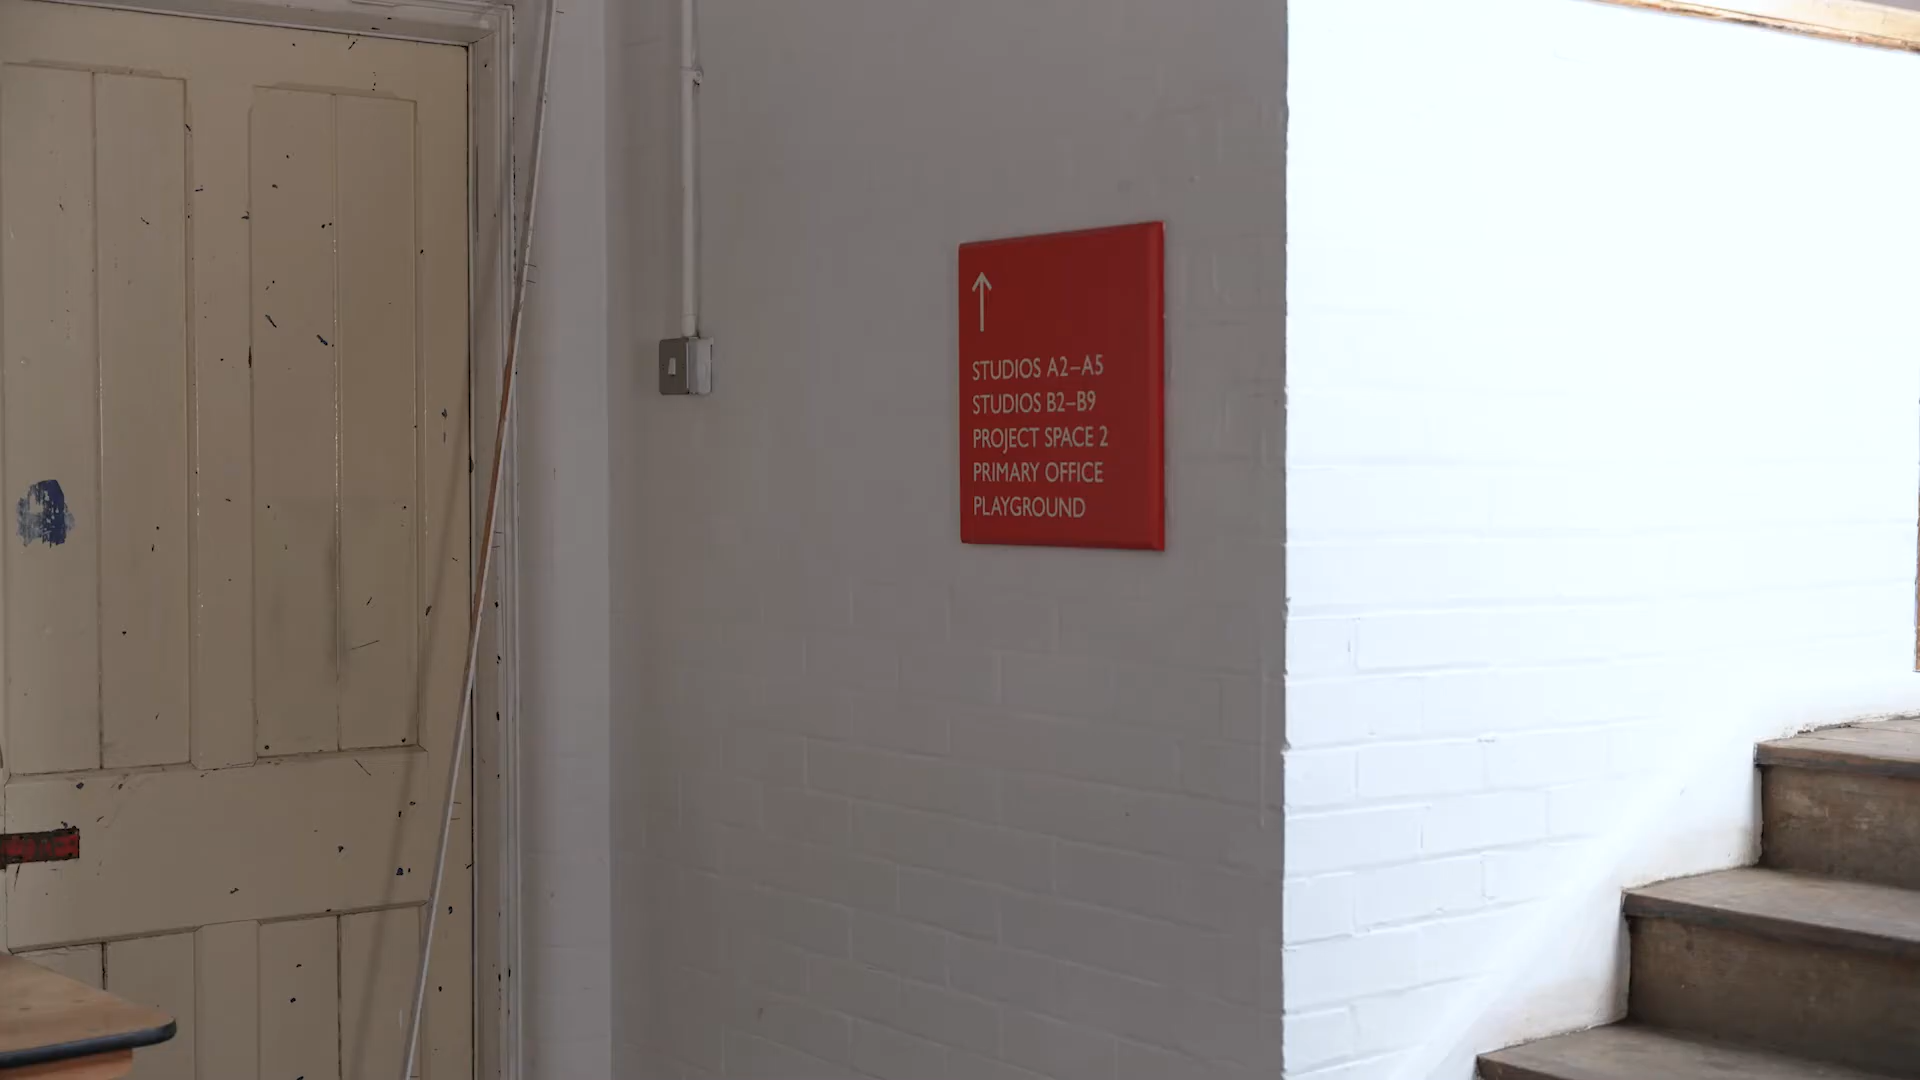 STUDIOS A2–A5
STUDIOS B2–B9
PROJECT SPACE 2
PRIMARY OFFICE
PLAYGROUND